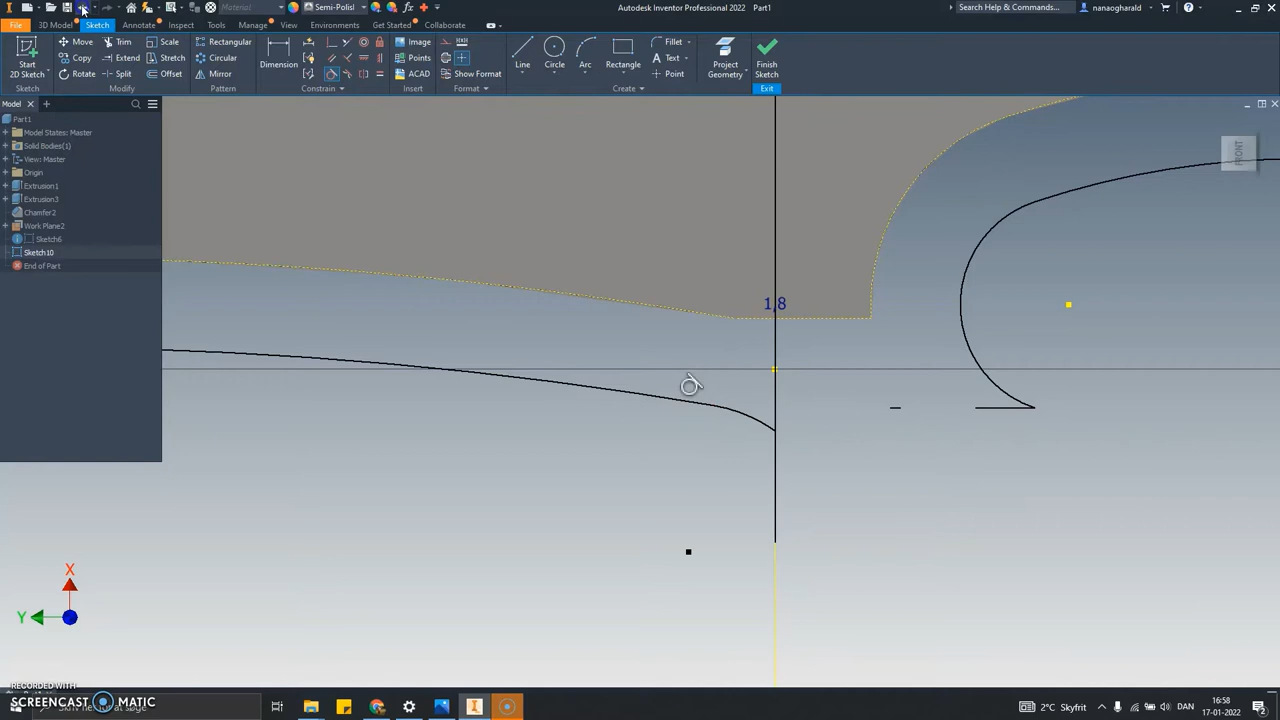 Semi-Polisl
Autodesk Inventor Professional 2022 Part1
Search Help & Commands...
nanaogharald
File
3D Model
Sketch
Annotate
Inspect
Tools
Manage
View
Environments
Get Started
Collaborate
Start
2D Sketch
Move
Trim
Scale
Copy
Extend
Stretch
Rotate
Split
Offset
Rectangular
Circular
Mirror
Dimension
Image
Points
ACAD
Show Format
Line
Circle
Arc
Rectangle
Fillet
Text
Point
Project
Geometry
Finish
Sketch
Sketch
Modify
Pattern
Constrain
Insert
Format
Create
Exit
Model
Part1
Model States: Master
Solid Bodies(1)
View: Master
Origin
Extrusion1
Extrusion3
Chamfer2
Work Plane2
Sketch6
Sketch10
End of Part
1,8
X
Y
RECORDED WITH
SCREENCAST MATIC
2°C Skyfrit
DAN
16:58
17-01-2022